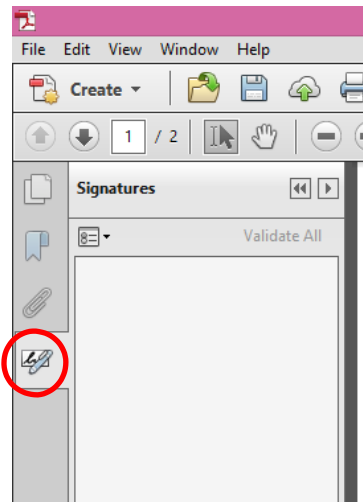 File Edit View Window Help
Create
1 / 2
Signatures
Validate All